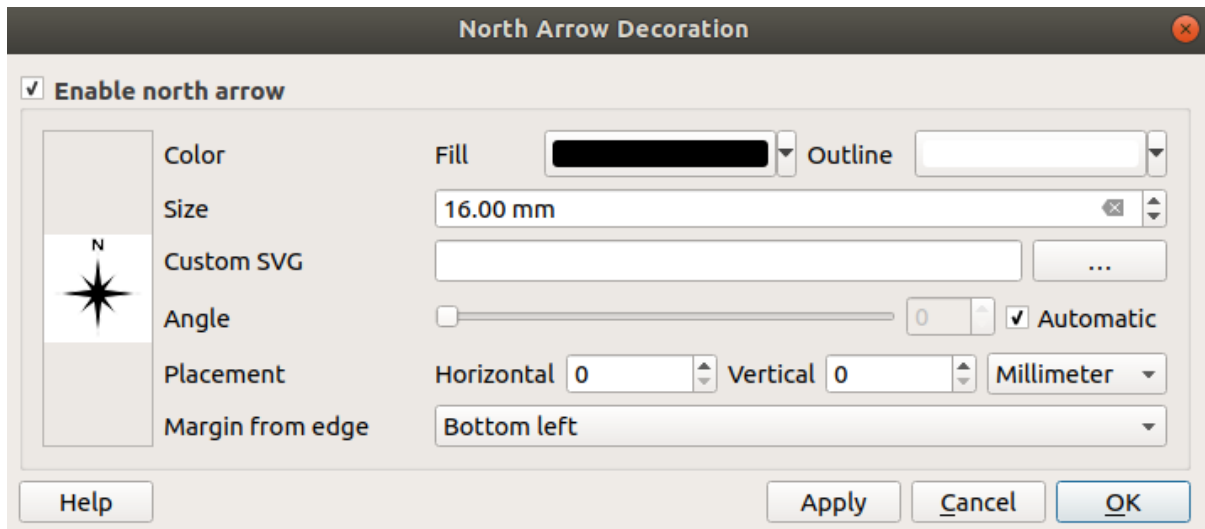 North Arrow Decoration
Enable north arrow
Color Fill Outline
Size 16.00 mm
N
Custom SVG ...
Angle 0 Automatic
Placement Horizontal 0 Vertical 0 Millimeter
Margin from edge Bottom left
Help Apply Cancel OK